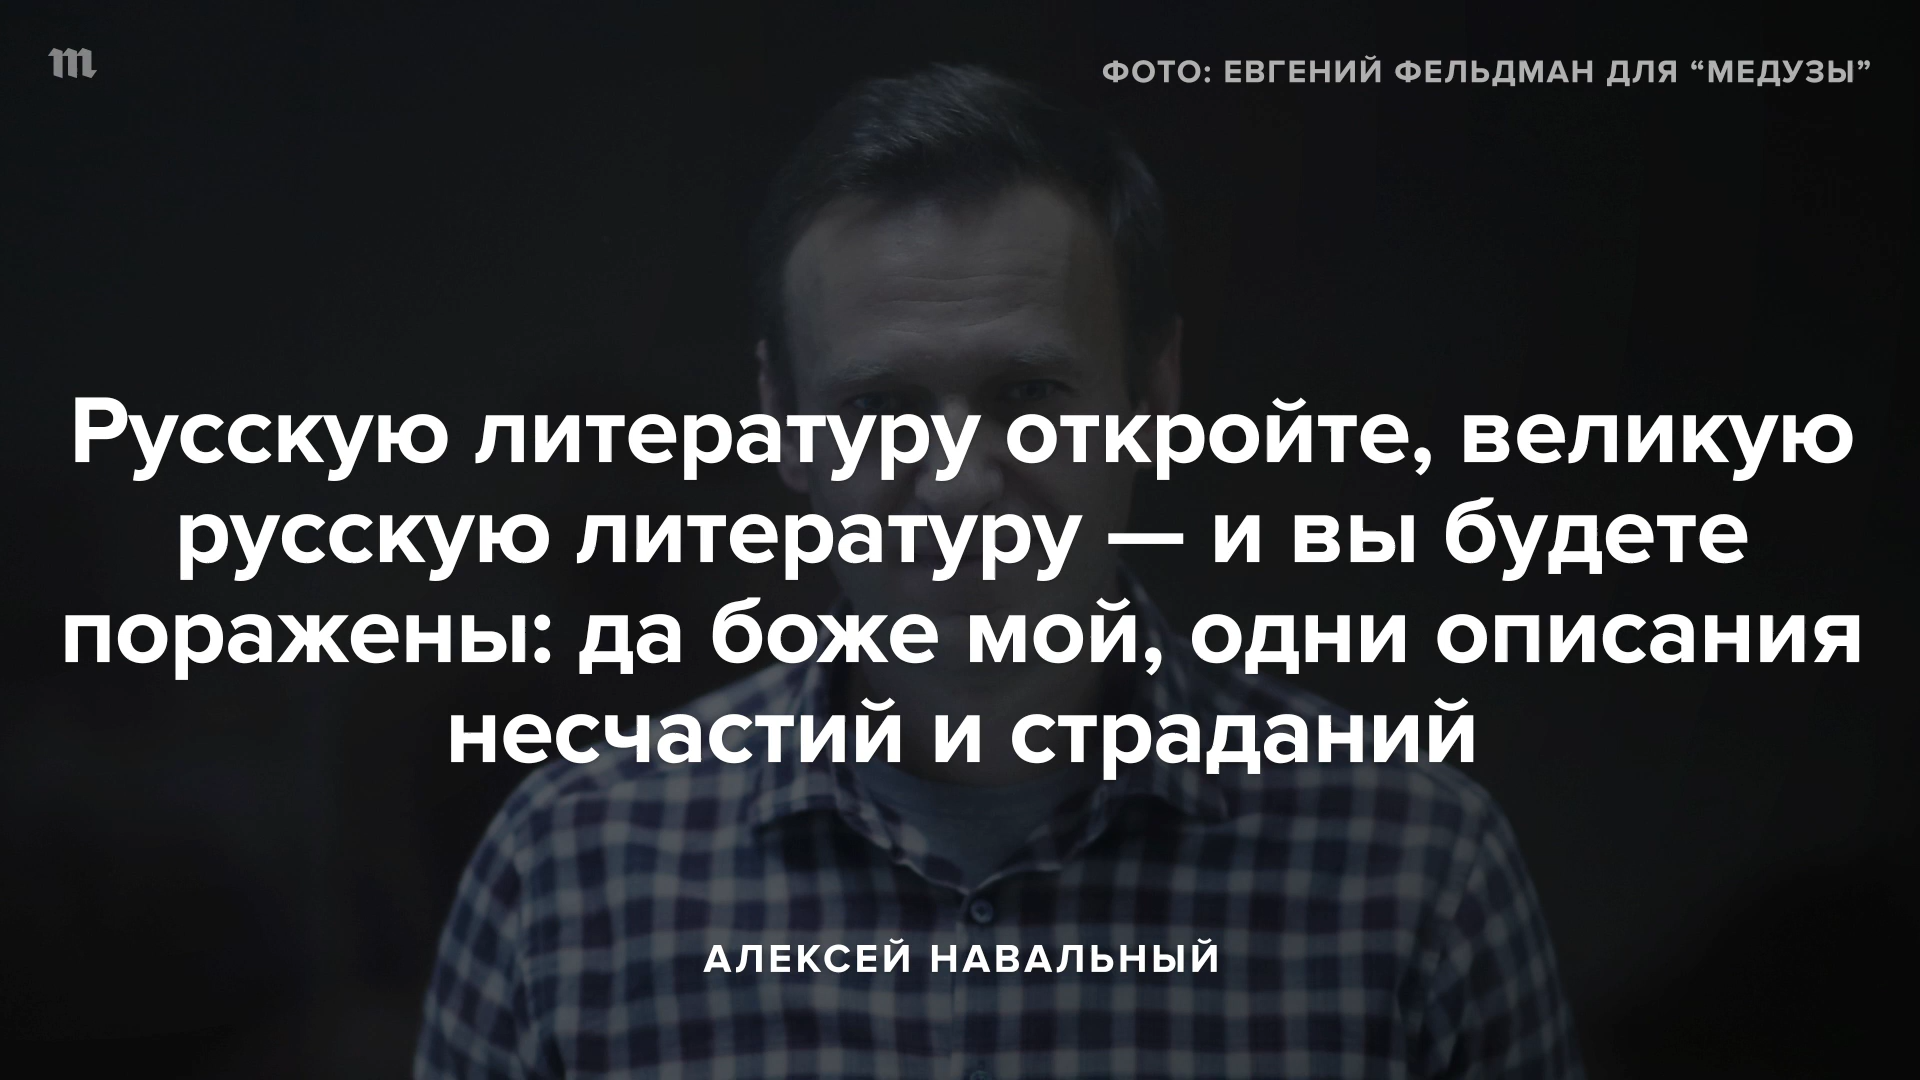 m
ФОТО: ЕВГЕНИЙ ФЕЛЬДМАН ДЛЯ “МЕДУЗЫ”
Русскую литературу откройте, великую
русскую литературу — и вы будете
поражены: да боже мой, одни описания
несчастий и страданий
АЛЕКСЕЙ НАВАЛЬНЫЙ